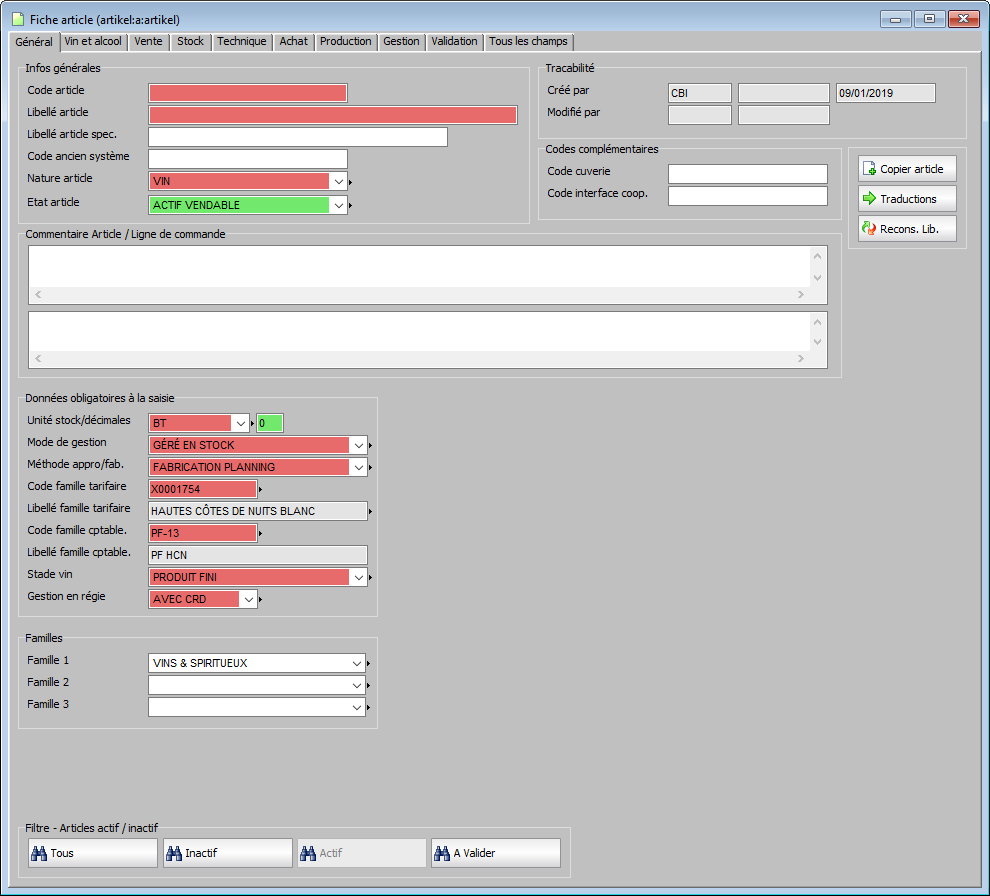 Fiche article (artikel:a:artikel)
Général Vin et alcool Vente Stock Technique Achat Production Gestion Validation Tous les champs
Infos générales
Code article
Libellé article
Libellé article spec.
Code ancien système
Nature article VIN
Etat article ACTIF VENDABLE
Tracabilité
Créé par CBI 09/01/2019
Modifié par
Codes complémentaires
Code cuverie
Code interface coop.
Copier article
Traductions
Recons. Lib.
Commentaire Article / Ligne de commande
Données obligatoires à la saisie
Unité stock/décimales BT 0
Mode de gestion GÉRÉ EN STOCK
Méthode appro/fab. FABRICATION PLANNING
Code famille tarifaire X0001754
Libellé famille tarifaire HAUTES CÔTES DE NUITS BLANC
Code famille cptable. PF-13
Libellé famille cptable. PF HCN
Stade vin PRODUIT FINI
Gestion en régie AVEC CRD
Familles
Famille 1 VINS & SPIRITUEUX
Famille 2
Famille 3
Filtre - Articles actif / inactif
Tous Inactif Actif A Valider